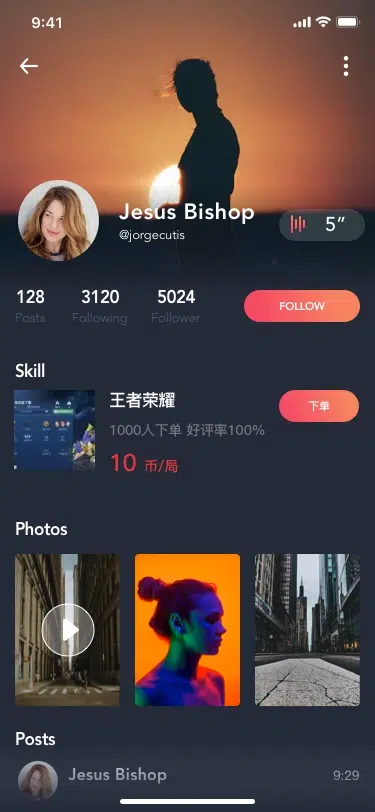 9:41
Jesus Bishop
@jorgecutis
5″
128 3120 5024
Posts Following Follower
FOLLOW
Skill
王者荣耀
下单
1000人下单 好评率100%
10 币/局
Photos
Posts
Jesus Bishop
9:29